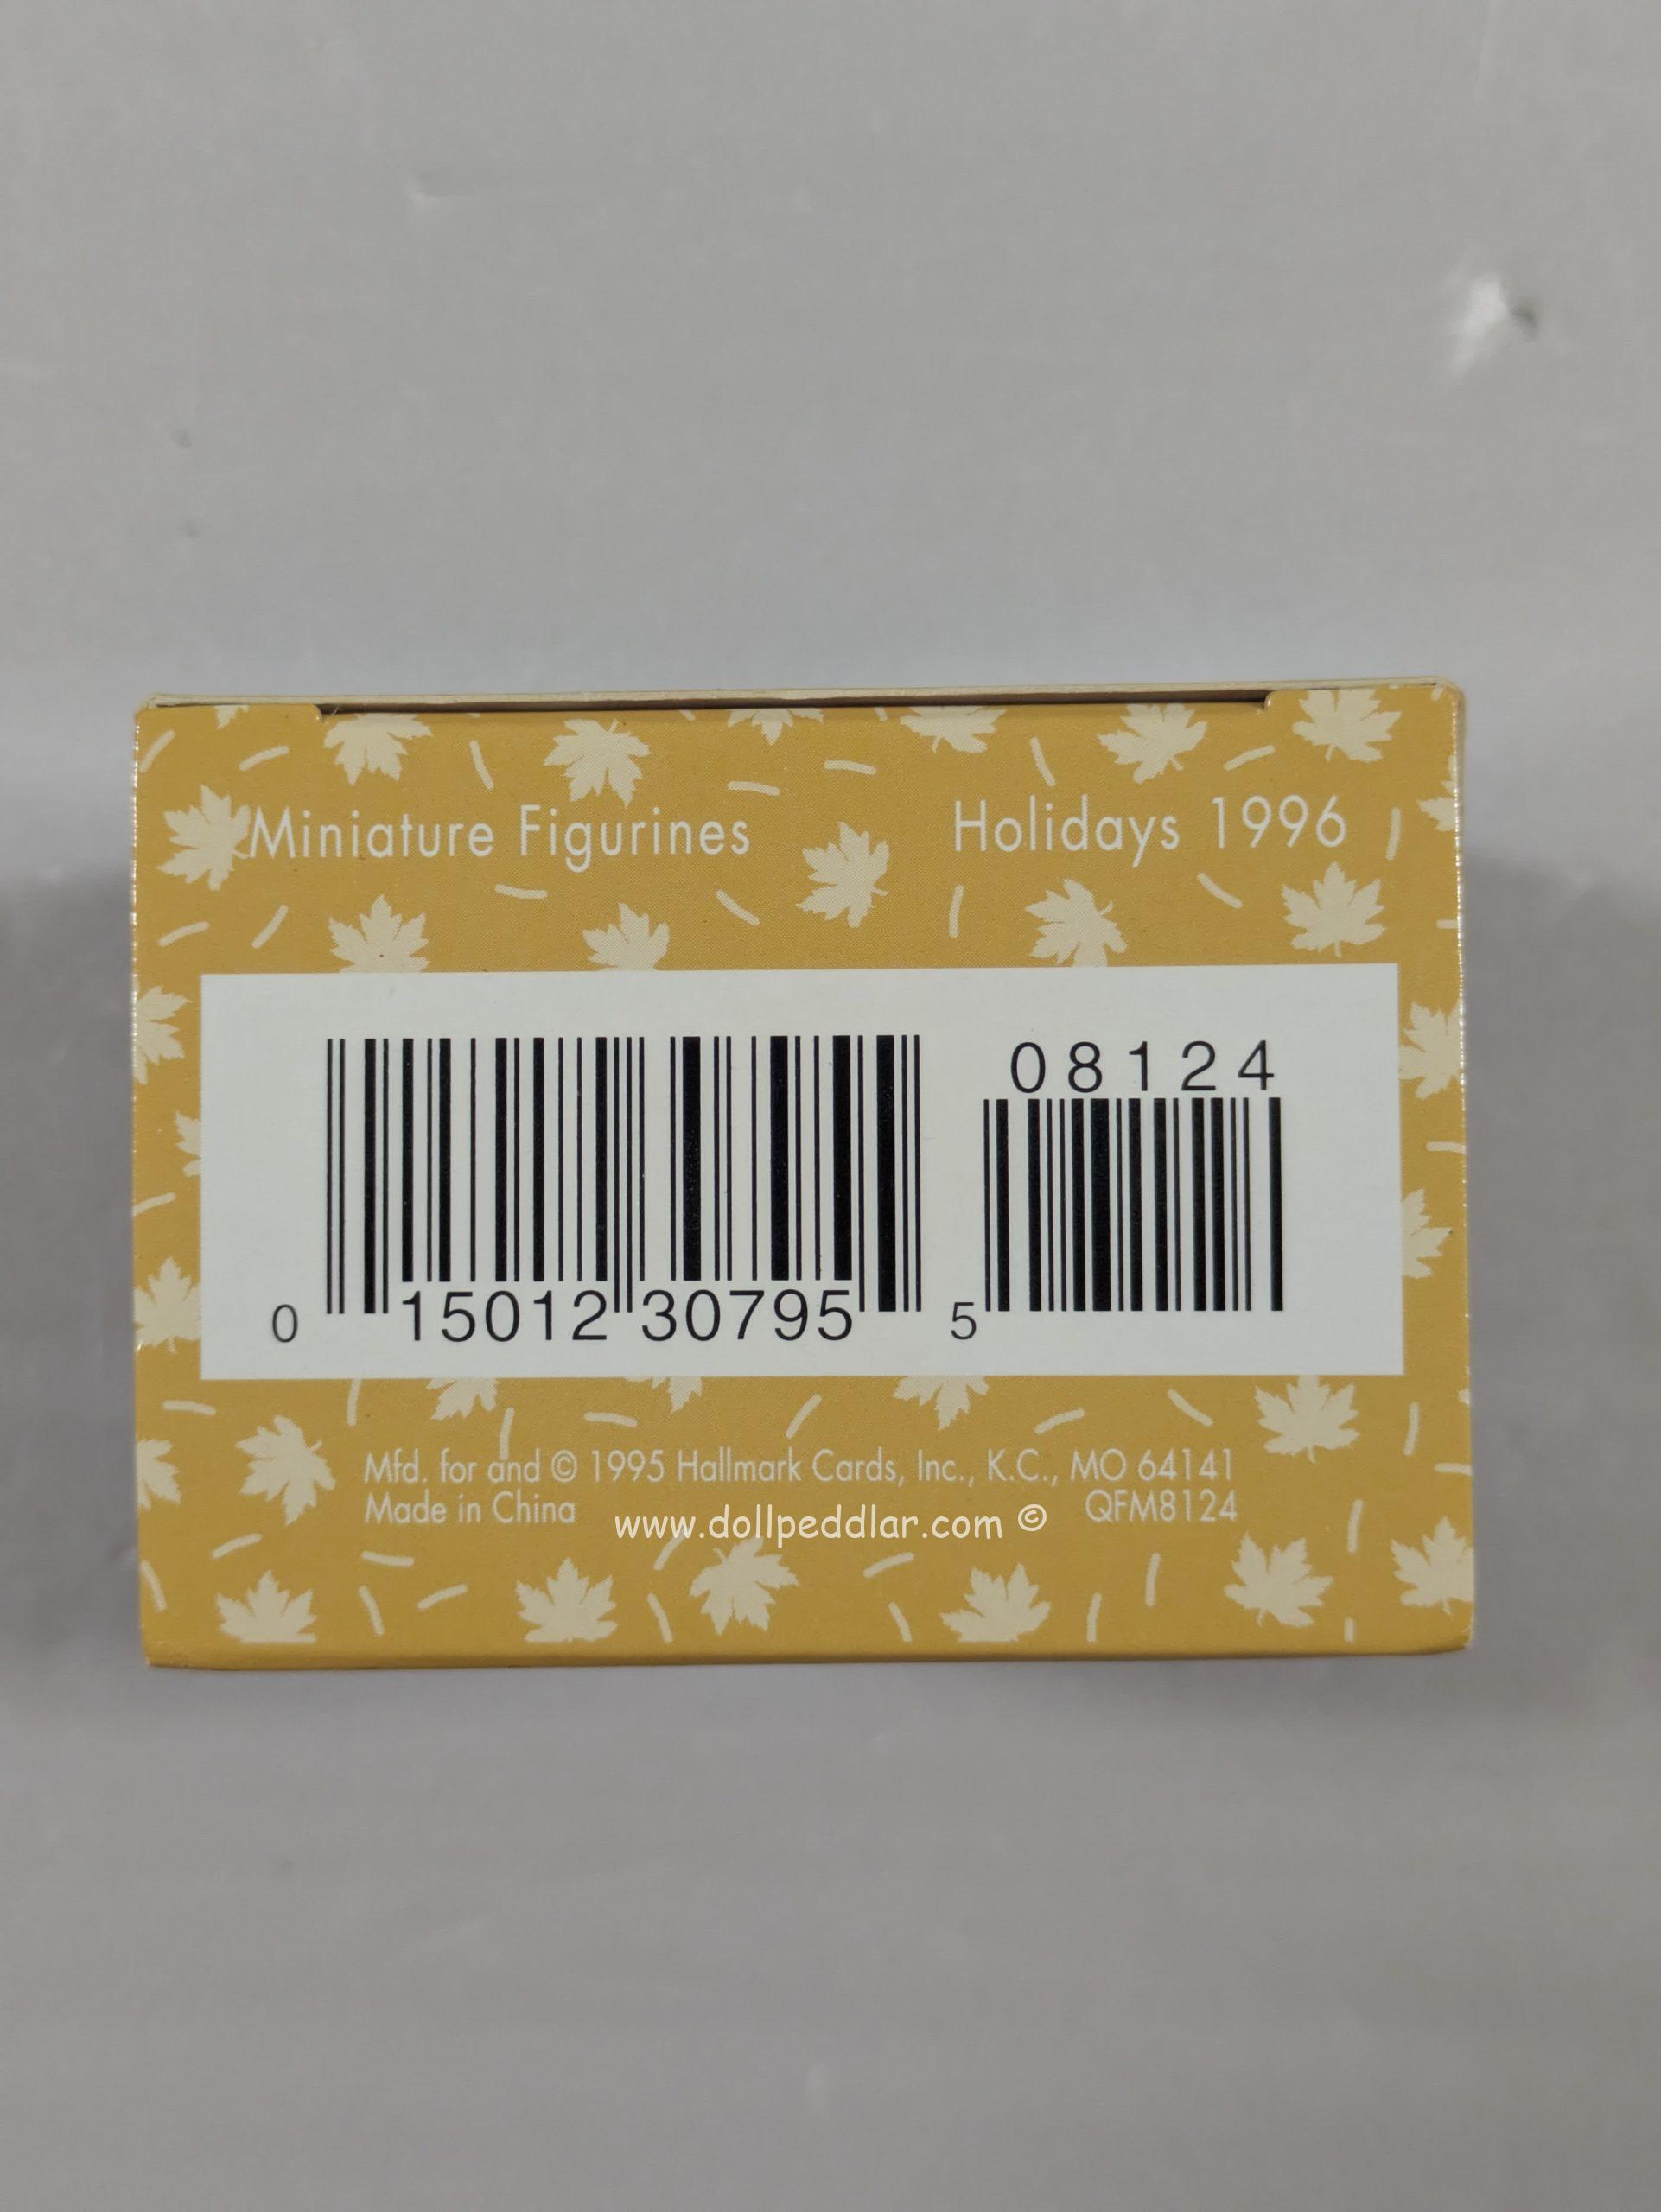 Miniature Figurines Holidays 1996
08124
0 15012 30795 5
Mfd. for and © 1995 Hallmark Cards, Inc., K.C., MO 64141
Made in China QFM8124
www.dollpeddlar.com ©